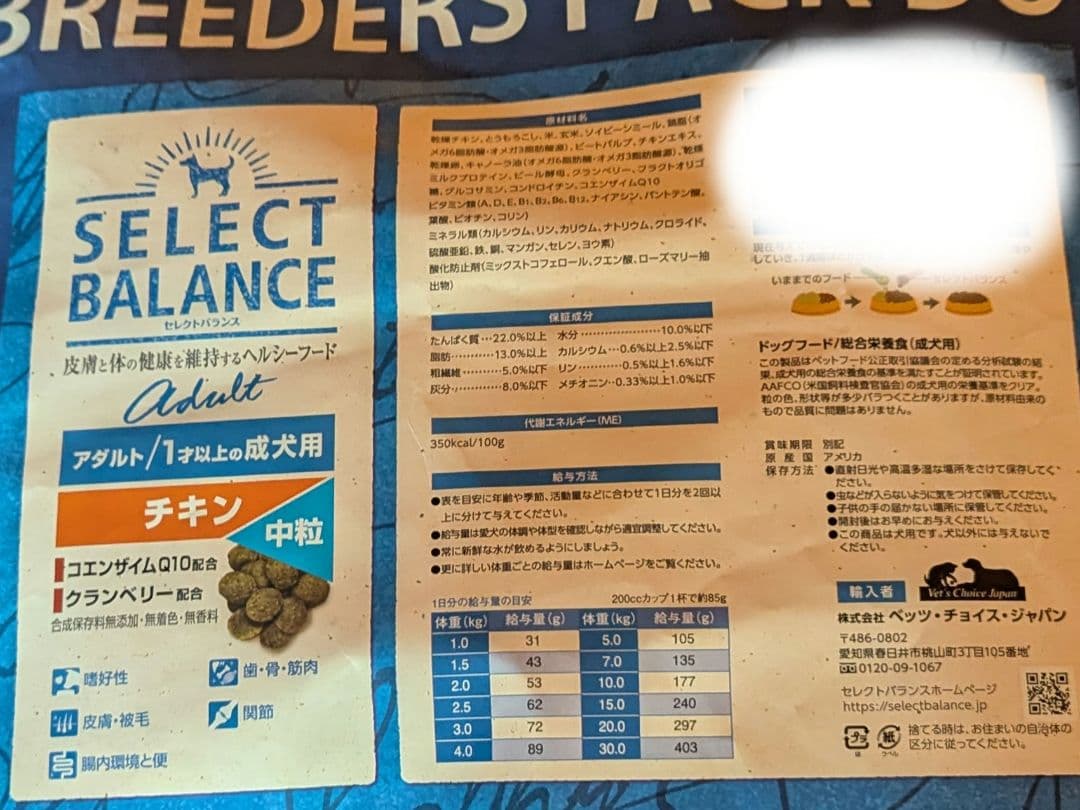 BREEDERS PACK DO
SELECT
BALANCE
セレクトバランス
皮膚と体の健康を維持するヘルシーフード
adult
アダルト/1才以上の成犬用
チキン
中粒
コエンザイムQ10配合
クランベリー配合
合成保存料無添加・無着色・無香料
嗜好性
歯・骨・筋肉
皮膚・被毛
関節
腸内環境と便
原材料名
乾燥チキン、とうもろこし、米、玄米、ソイビーンミール、鶏脂(オ
メガ6脂肪酸・オメガ3脂肪酸源)、ビートパルプ、チキンエキス、
乾燥卵、キャノーラ油(オメガ6脂肪酸・オメガ3脂肪酸源)、乾燥
ミルクプロテイン、ビール酵母、クランベリー、フラクトオリゴ
糖、グルコサミン、コンドロイチン、コエンザイムQ10
ビタミン類(A、D、E、B1、B2、B6、B12、ナイアシン、パントテン酸、
葉酸、ビオチン、コリン)
ミネラル類(カルシウム、リン、カリウム、ナトリウム、クロライド、
硫酸亜鉛、鉄、銅、マンガン、セレン、ヨウ素)
酸化防止剤(ミックストコフェロール、クエン酸、ローズマリー抽
出物)
保証成分
たんぱく質…22.0%以上 水分…………………10.0%以下
脂肪…………13.0%以上 カルシウム…0.6%以上2.5%以下
粗繊維…………5.0%以下 リン…………0.5%以上1.6%以下
灰分……………8.0%以下 メチオニン…0.33%以上1.0%以下
代謝エネルギー(ME)
350kcal/100g
給与方法
●表を目安に年齢や季節、活動量などに合わせて1日分を2回以
上に分けて与えてください。
●給与量は愛犬の体調や体型を確認しながら適宜調整してください。
●常に新鮮な水が飲めるようにしましょう。
●更に詳しい体重ごとの給与量はホームページをご覧ください。
1日分の給与量の目安 200ccカップ1杯で約85g
体重(kg) 給与量(g) 体重(kg) 給与量(g)
1.0 31 5.0 105
1.5 43 7.0 135
2.0 53 10.0 177
2.5 62 15.0 240
3.0 72 20.0 297
4.0 89 30.0 403
いままでのフード セレクトバランス
ドッグフード/総合栄養食(成犬用)
この製品はペットフード公正取引協議会の定める分析試験の結
果、成犬用の総合栄養食の基準を満たすことが証明されています。
AAFCO(米国飼料検査官協会)の成犬用の栄養基準をクリア。
粒の色、形状等が多少バラつくことがありますが、原材料由来の
もので品質に問題はありません。
賞味期限 別記
原産国 アメリカ
保存方法 ●直射日光や高温多湿な場所をさけて保存してく
ださい。
●虫などが入らないように気をつけて保管してください。
●子供の手の届かない場所に保管してください。
●開封後はお早めにお与えください。
●この商品は犬用です。犬以外には与えないで
ください。
輸入者
Vet's Choice Japan
株式会社 ベッツ・チョイス・ジャパン
〒486-0802
愛知県春日井市桃山町3丁目105番地
0120-09-1067
セレクトバランスホームページ
https://selectbalance.jp
プラ 紙
ラベル
捨てる時は、お住まいの自治体の
区分に従ってください。